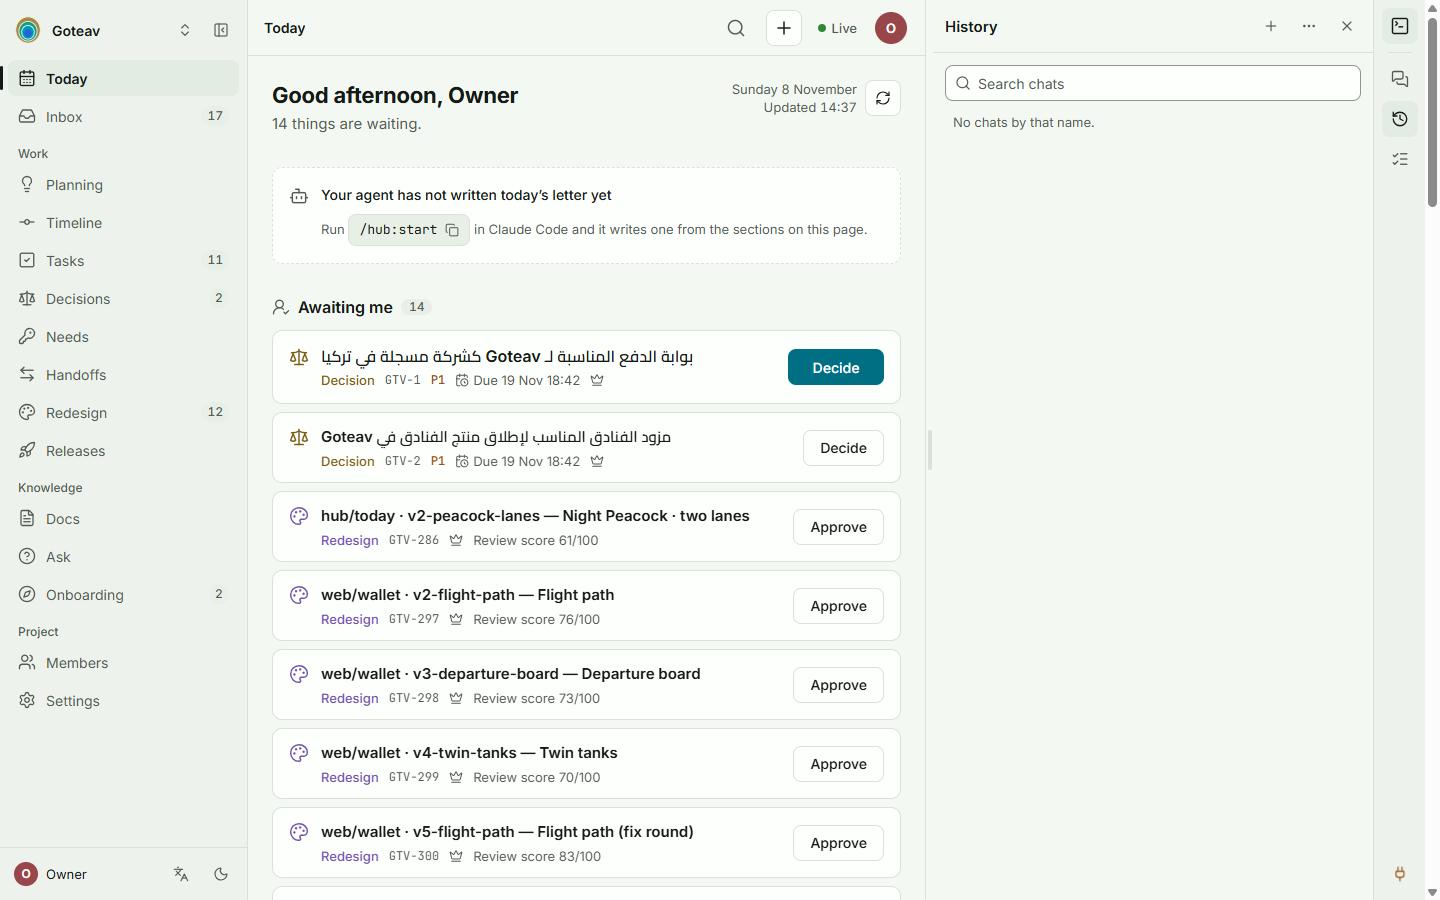 Goteav
Today
Inbox 17
Work
Planning
Timeline
Tasks 11
Decisions 2
Needs
Handoffs
Redesign 12
Releases
Knowledge
Docs
Ask
Onboarding 2
Project
Members
Settings
O Owner
Today
Live
O
Good afternoon, Owner
14 things are waiting.
Sunday 8 November
Updated 14:37
Your agent has not written today’s letter yet
Run /hub:start in Claude Code and it writes one from the sections on this page.
Awaiting me 14
بوابة الدفع المناسبة لـ Goteav كشركة مسجلة في تركيا
Decision GTV-1 P1 Due 19 Nov 18:42
Decide
مزود الفنادق المناسب لإطلاق منتج الفنادق في Goteav
Decision GTV-2 P1 Due 19 Nov 18:42
Decide
hub/today · v2-peacock-lanes — Night Peacock · two lanes
Redesign GTV-286 Review score 61/100
Approve
web/wallet · v2-flight-path — Flight path
Redesign GTV-297 Review score 76/100
Approve
web/wallet · v3-departure-board — Departure board
Redesign GTV-298 Review score 73/100
Approve
web/wallet · v4-twin-tanks — Twin tanks
Redesign GTV-299 Review score 70/100
Approve
web/wallet · v5-flight-path — Flight path (fix round)
Redesign GTV-300 Review score 83/100
Approve
History
Search chats
No chats by that name.